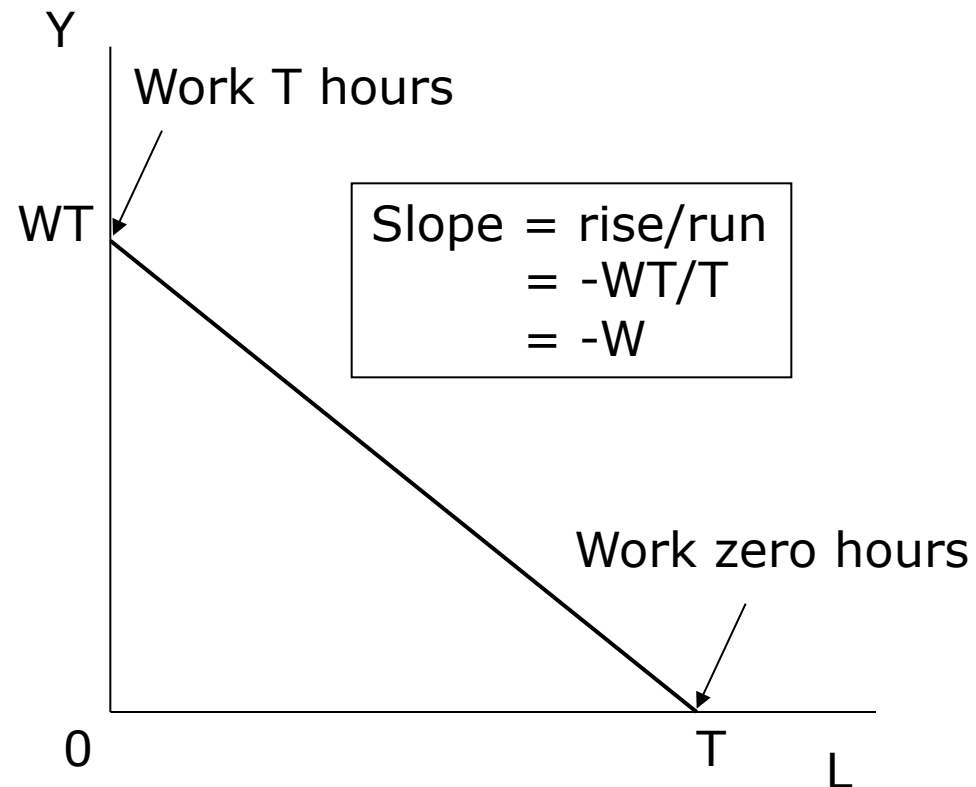 Y
Work T hours
WT
Slope = rise/run
= -WT/T
= -W
Work zero hours
0
T
L